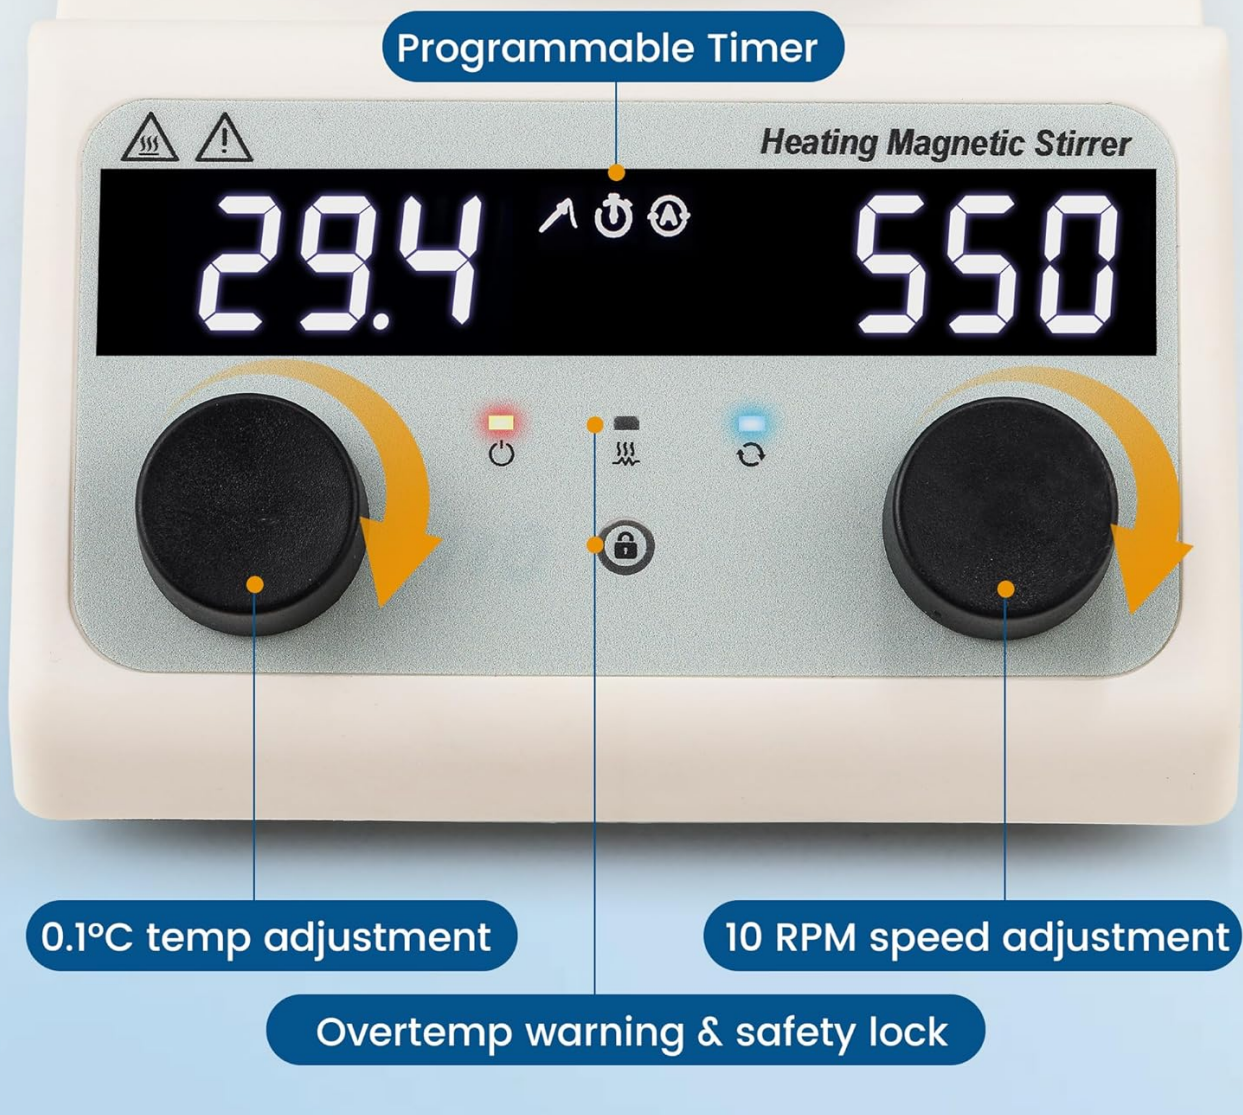 Programmable Timer
Heating Magnetic Stirrer
29.4
550
0.1°C temp adjustment
10 RPM speed adjustment
Overtemp warning & safety lock